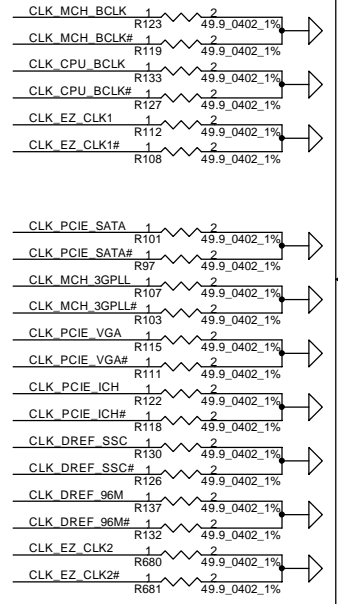 CLK_MCH_BCLK 1 2
R123 49.9_0402_1%
CLK_MCH_BCLK# 1 2
R119 49.9_0402_1%
CLK_CPU_BCLK 1 2
R133 49.9_0402_1%
CLK_CPU_BCLK# 1 2
R127 49.9_0402_1%
CLK_EZ_CLK1 1 2
R112 49.9_0402_1%
CLK_EZ_CLK1# 1 2
R108 49.9_0402_1%
CLK_PCIE_SATA 1 2
R101 49.9_0402_1%
CLK_PCIE_SATA# 1 2
R97 49.9_0402_1%
CLK_MCH_3GPLL 1 2
R107 49.9_0402_1%
CLK_MCH_3GPLL# 1 2
R103 49.9_0402_1%
CLK_PCIE_VGA 1 2
R115 49.9_0402_1%
CLK_PCIE_VGA# 1 2
R111 49.9_0402_1%
CLK_PCIE_ICH 1 2
R122 49.9_0402_1%
CLK_PCIE_ICH# 1 2
R118 49.9_0402_1%
CLK_DREF_SSC 1 2
R130 49.9_0402_1%
CLK_DREF_SSC# 1 2
R126 49.9_0402_1%
CLK_DREF_96M 1 2
R137 49.9_0402_1%
CLK_DREF_96M# 1 2
R132 49.9_0402_1%
CLK_EZ_CLK2 1 2
R680 49.9_0402_1%
CLK_EZ_CLK2# 1 2
R681 49.9_0402_1%